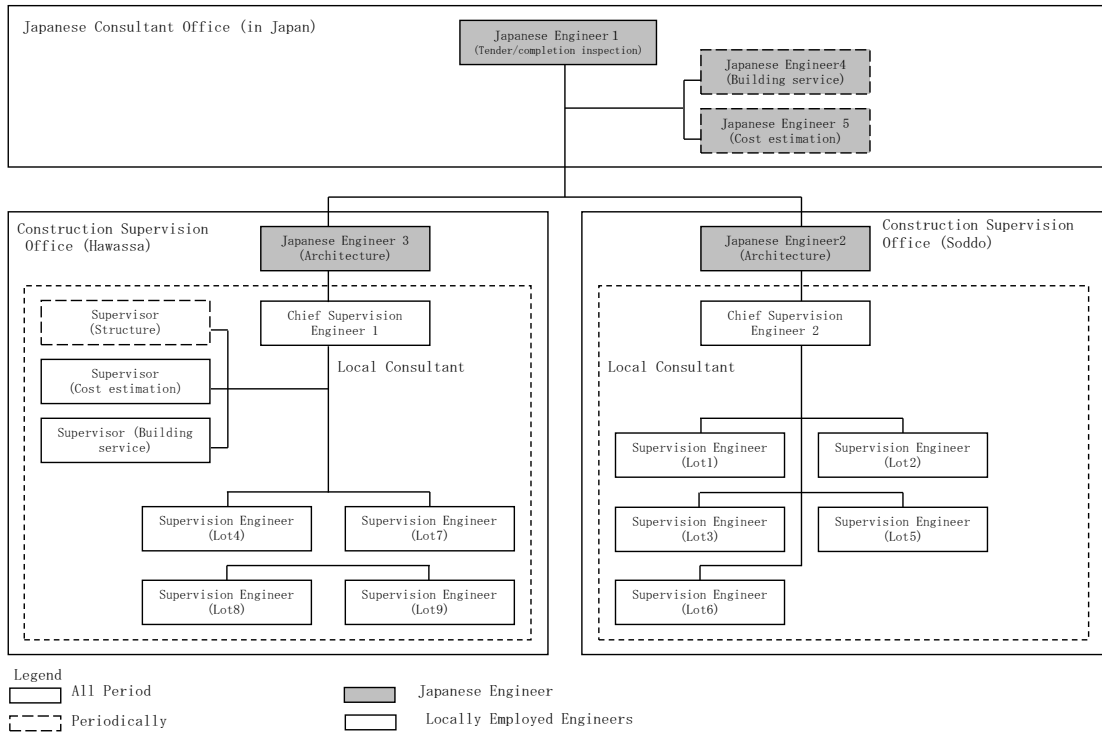 Japanese Consultant Office (in Japan)
Japanese Engineer 1
(Tender/completion inspection)
Japanese Engineer4
(Building service)
Japanese Engineer 5
(Cost estimation)
Construction Supervision
Office (Hawassa)
Japanese Engineer 3
(Architecture)
Supervisor
(Structure)
Chief Supervision
Engineer 1
Local Consultant
Supervisor
(Cost estimation)
Supervisor (Building
service)
Supervision Engineer
(Lot4)
Supervision Engineer
(Lot7)
Supervision Engineer
(Lot8)
Supervision Engineer
(Lot9)
Japanese Engineer2
(Architecture)
Construction Supervision
Office (Soddo)
Chief Supervision
Engineer 2
Local Consultant
Supervision Engineer
(Lot1)
Supervision Engineer
(Lot2)
Supervision Engineer
(Lot3)
Supervision Engineer
(Lot5)
Supervision Engineer
(Lot6)
Legend
All Period
Japanese Engineer
Periodically
Locally Employed Engineers